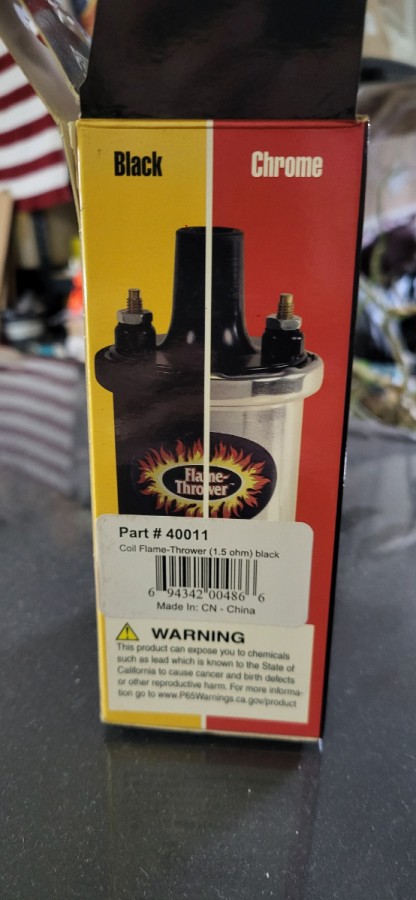 Black
Chrome
Flame-
Thrower
Part # 40011
Coil Flame-Thrower (1.5 ohm) black
6 94342 00486 6
Made In: CN - China
WARNING
This product can expose you to chemicals
such as lead which is known to the State of
California to cause cancer and birth defects
or other reproductive harm. For more informa-
tion go to www.P65Warnings.ca.gov/product